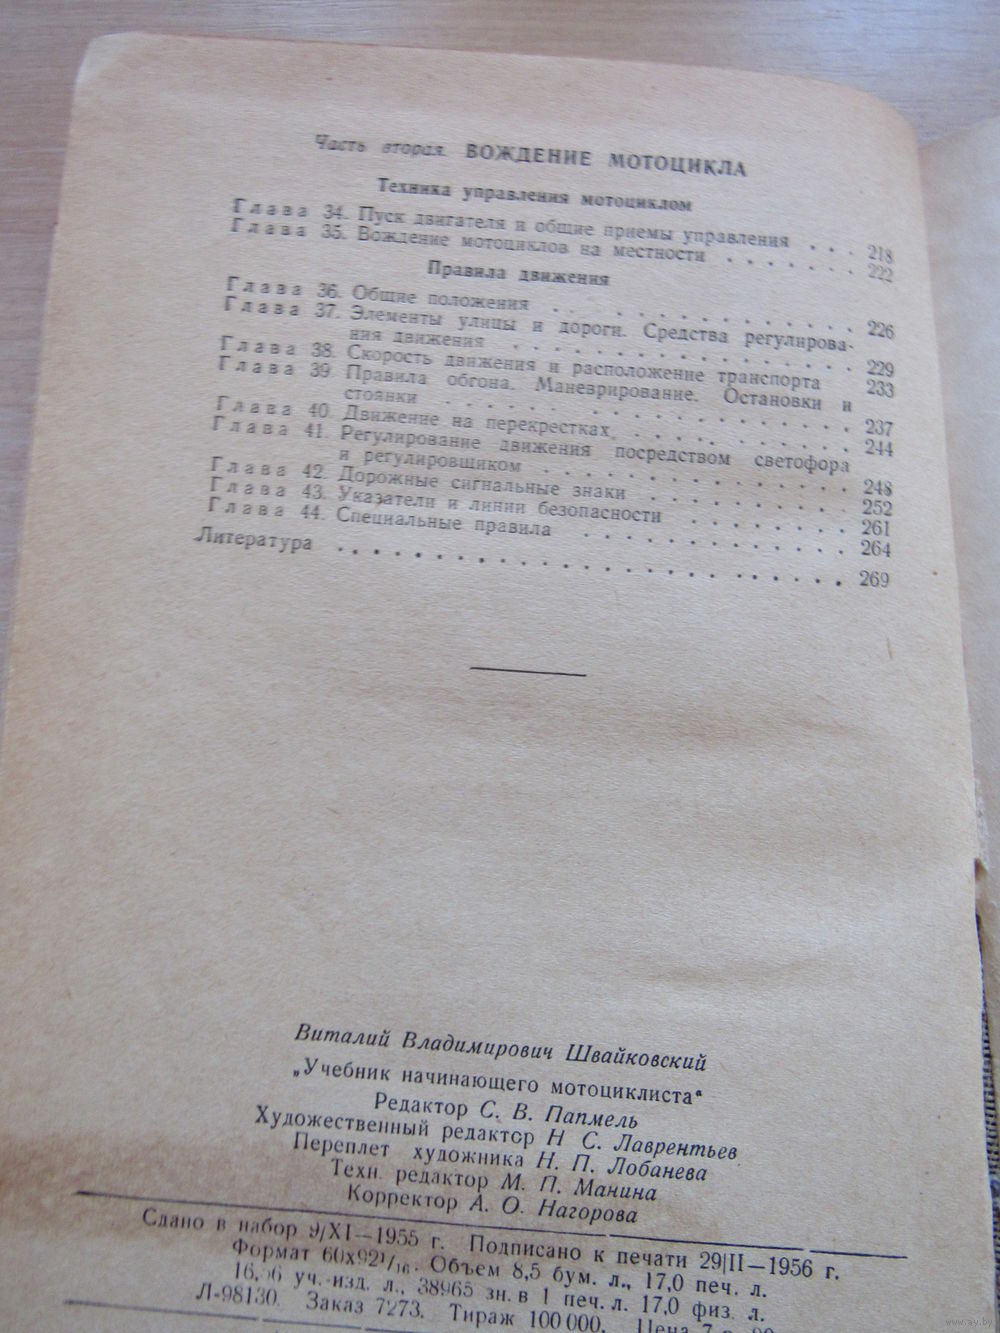 Часть вторая. ВОЖДЕНИЕ МОТОЦИКЛА
Техника управления мотоциклом
Глава 34. Пуск двигателя и общие приемы управления . . . 218
Глава 35. Вождение мотоциклов на местности . . . . . . . 222
Правила движения
Глава 36. Общие положения . . . . . . . . . . . . . 226
Глава 37. Элементы улицы и дороги. Средства регулирова-
ния движения . . . . . . . . . . . . . . . 229
Глава 38. Скорость движения и расположение транспорта 233
Глава 39 Правила обгона. Маневрирование. Остановки и
стоянки . . . . . . . . . . . . . . . . 237
Глава 40. Движение на перекрестках . . . . . . . . . . 244
Глава 41. Регулирование движения посредством светофора
и регулировщиком . . . . . . . . . . . . 248
Глава 42. Дорожные сигнальные знаки . . . . . . . . . 252
Глава 43. Указатели и линии безопасности . . . . . . . 261
Глава 44. Специальные правила . . . . . . . . . . . 264
Литература . . . . . . . . . . . . . . . . . . . . . . 269
Виталий Владимирович Швайковский
„Учебник начинающего мотоциклиста“
Редактор С. В. Папмель
Художественный редактор Н С. Лаврентьев
Переплет художника Н. П. Лобанева
Техн. редактор М. П. Манина
Корректор А. О. Нагорова
Сдано в набор 9/XI—1955 г. Подписано к печати 29|II—1956 г.
Формат 60х92¹/₁₆. Объем 8,5 бум. л., 17,0 печ. л.
уч.-изд. л., 38965 зн. в 1 печ. л. 17,0 физ л.
Л-98130. Заказ 7273. Тираж 100 000. Цена 7
www.ay.by